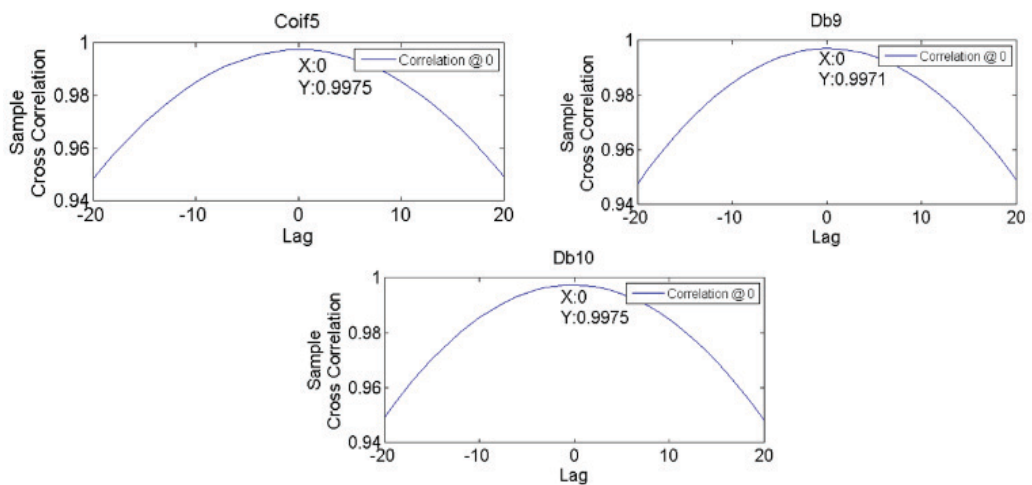 Coif5
1
Correlation @ 0
X:0
Y:0.9975
0.98
0.96
0.94
Sample
Cross Correlation
-20
-10
0
10
20
Lag
Db9
1
Correlation @ 0
X:0
Y:0.9971
0.98
0.96
0.94
Sample
Cross Correlation
-20
-10
0
10
20
Lag
Db10
1
Correlation @ 0
X:0
Y:0.9975
0.98
0.96
0.94
Sample
Cross Correlation
-20
-10
0
10
20
Lag